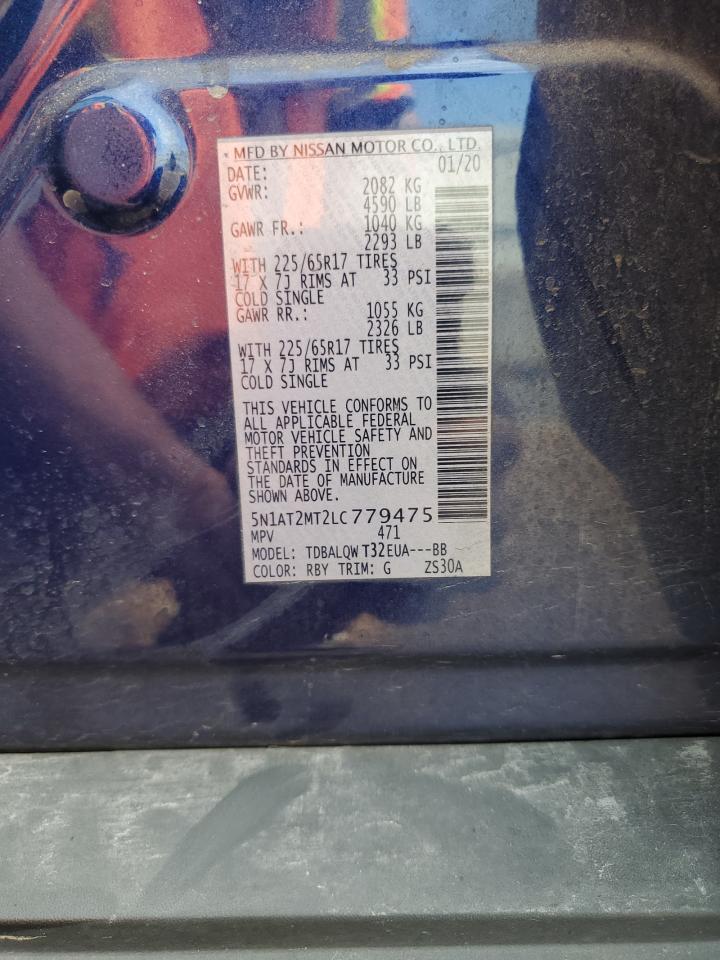 MFD BY NISSAN MOTOR CO., LTD.
DATE: 01/20
GVWR: 2082 KG
4590 LB
GAWR FR.: 1040 KG
2293 LB
WITH 225/65R17 TIRES
17 X 7J RIMS AT 33 PSI
COLD SINGLE
GAWR RR.: 1055 KG
2326 LB
WITH 225/65R17 TIRES
17 X 7J RIMS AT 33 PSI
COLD SINGLE
THIS VEHICLE CONFORMS TO
ALL APPLICABLE FEDERAL
MOTOR VEHICLE SAFETY AND
THEFT PREVENTION
STANDARDS IN EFFECT ON
THE DATE OF MANUFACTURE
SHOWN ABOVE.
5N1AT2MT2LC779475
MPV 471
MODEL: TDBALQW T32EUA---BB
COLOR: RBY TRIM: G ZS30A